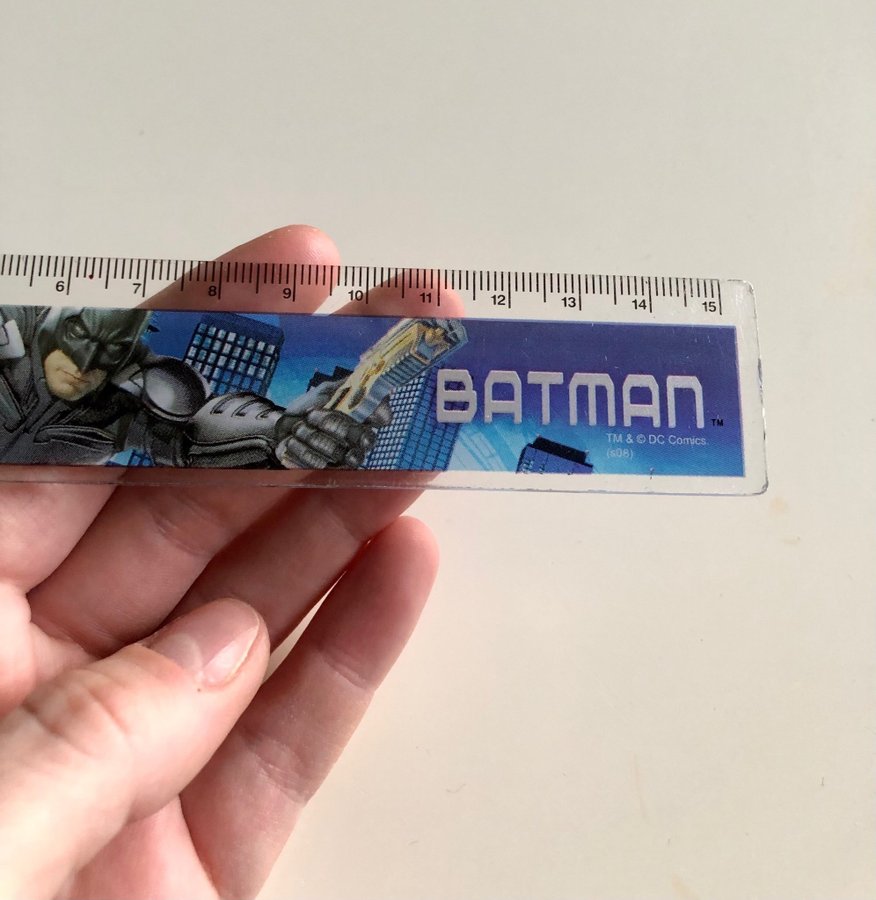 6 7 8 9 10 11 12 13 14 15
BATMAN™
TM & © DC Comics.
(s08)